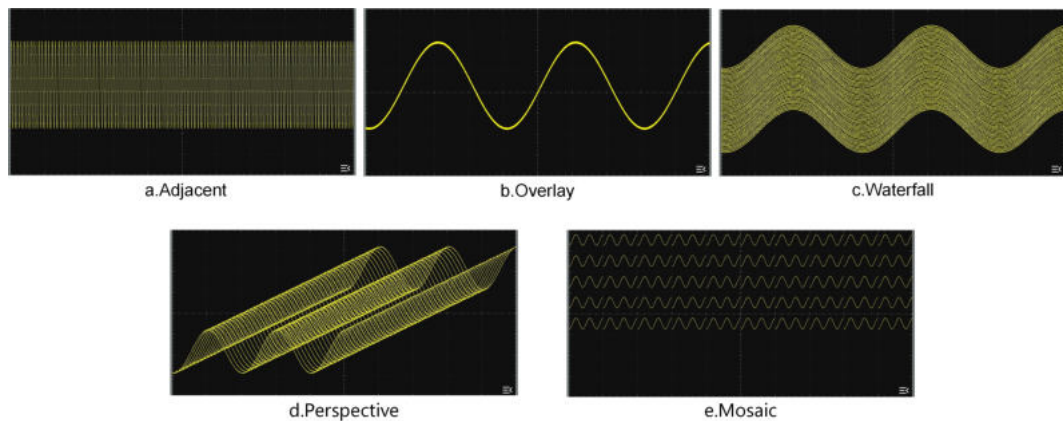 a.Adjacent
b.Overlay
c.Waterfall
d.Perspective
e.Mosaic